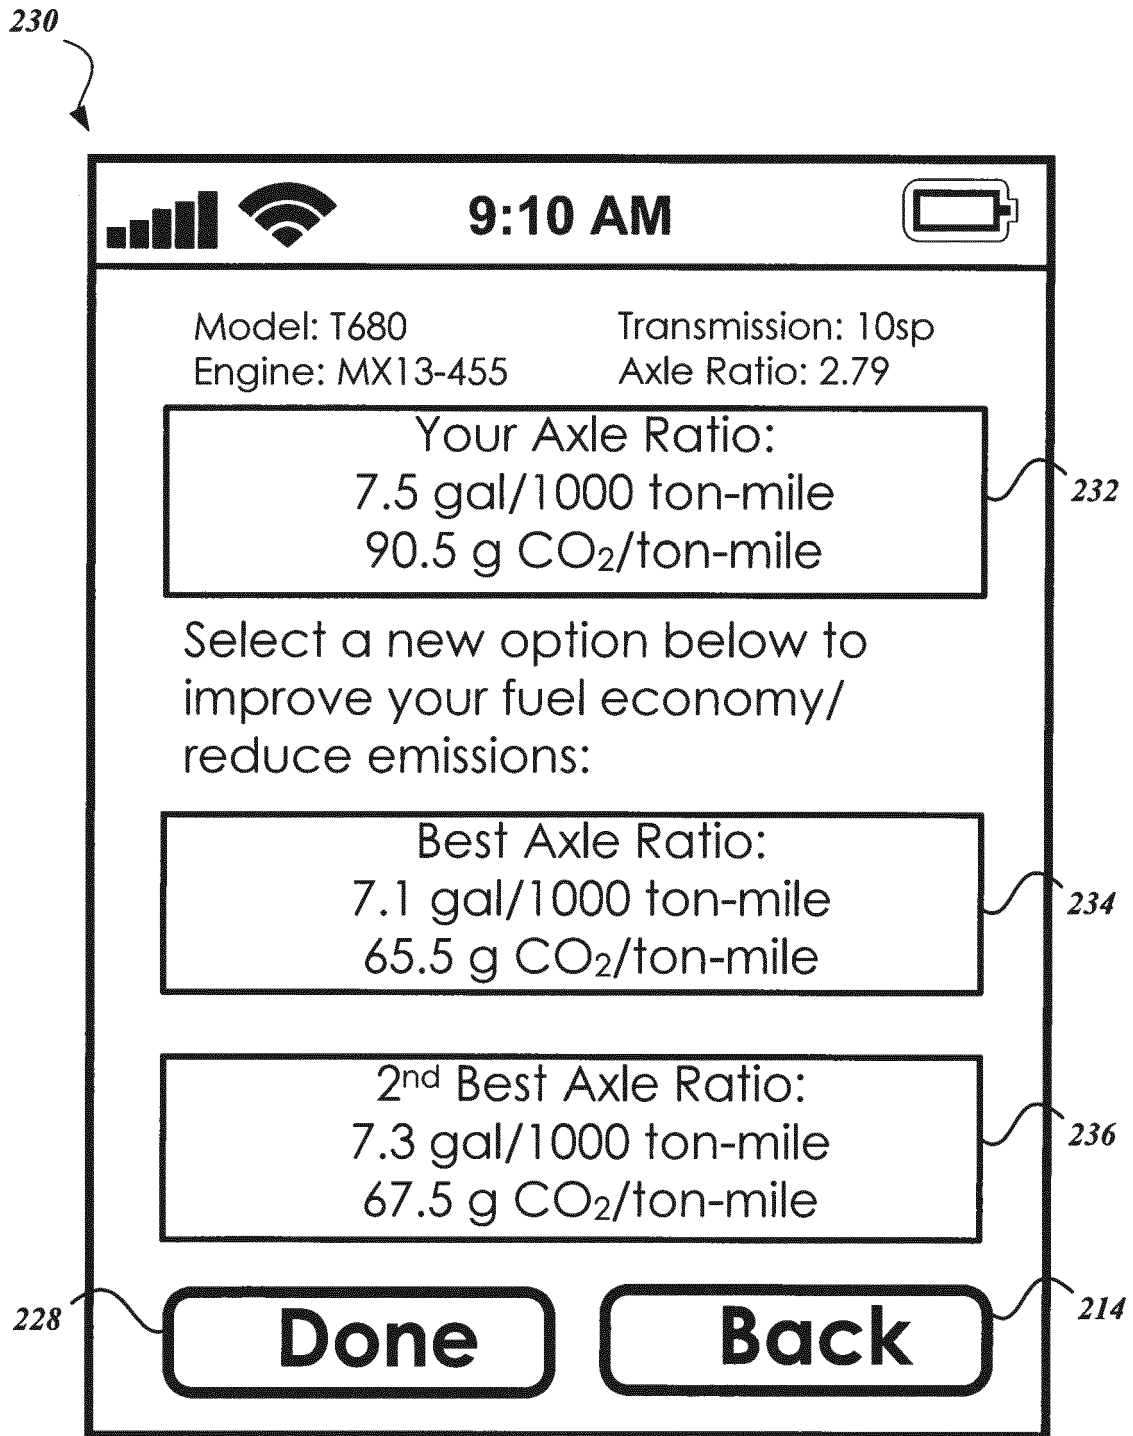 230
9:10 AM
Model: T680 Transmission: 10sp
Engine: MX13-455 Axle Ratio: 2.79
Your Axle Ratio:
7.5 gal/1000 ton-mile
90.5 g CO₂/ton-mile
232
Select a new option below to
improve your fuel economy/
reduce emissions:
Best Axle Ratio:
7.1 gal/1000 ton-mile
65.5 g CO₂/ton-mile
234
2nd Best Axle Ratio:
7.3 gal/1000 ton-mile
67.5 g CO₂/ton-mile
236
228 Done Back 214